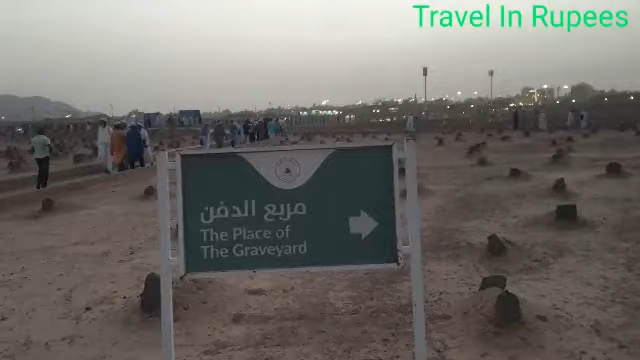 Travel In Rupees
مربع الدفن
The Place of
The Graveyard